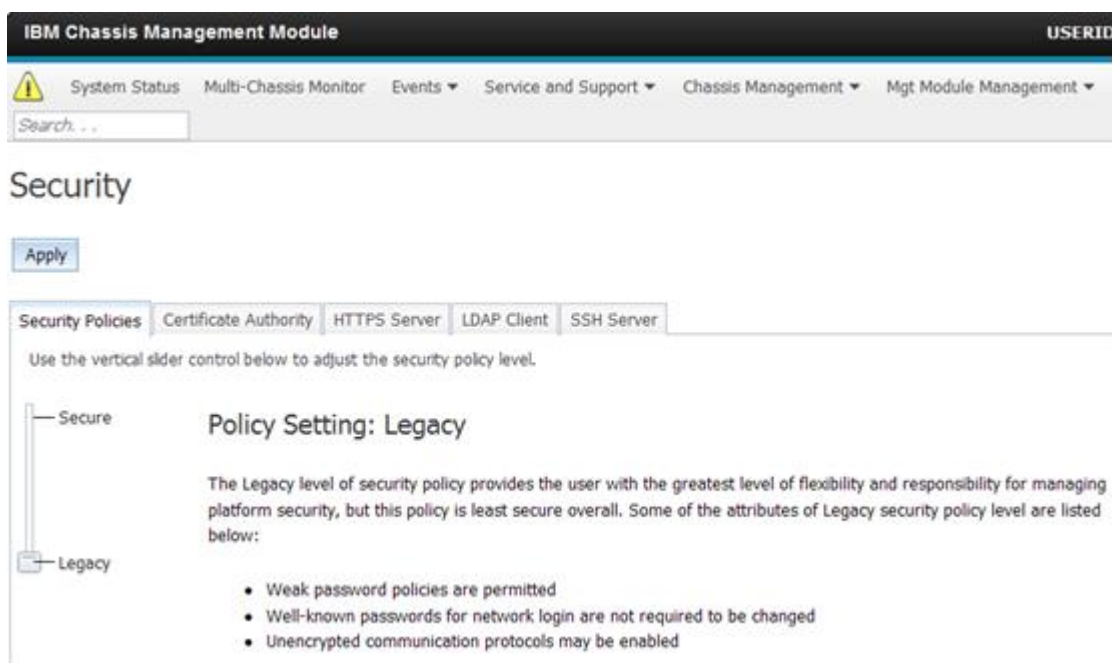 IBM Chassis Management Module USERID
System Status Multi-Chassis Monitor Events Service and Support Chassis Management Mgt Module Management
Search. . .
Security
Apply
Security Policies Certificate Authority HTTPS Server LDAP Client SSH Server
Use the vertical slider control below to adjust the security policy level.
Secure
Policy Setting: Legacy
The Legacy level of security policy provides the user with the greatest level of flexibility and responsibility for managing
platform security, but this policy is least secure overall. Some of the attributes of Legacy security policy level are listed
below:
Legacy
• Weak password policies are permitted
• Well-known passwords for network login are not required to be changed
• Unencrypted communication protocols may be enabled